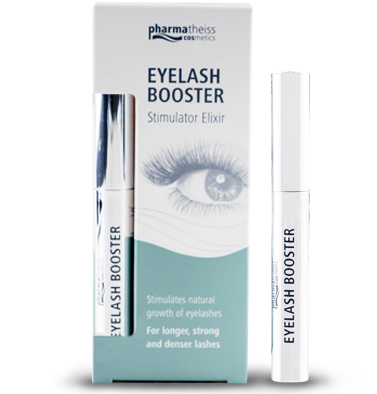 pharmatheiss
cosmetics
EYELASH
BOOSTER
Stimulator Elixir
Stimulates natural
growth of eyelashes
For longer, strong
and denser lashes
EYELASH BOOSTER
EYELASH BOOSTER